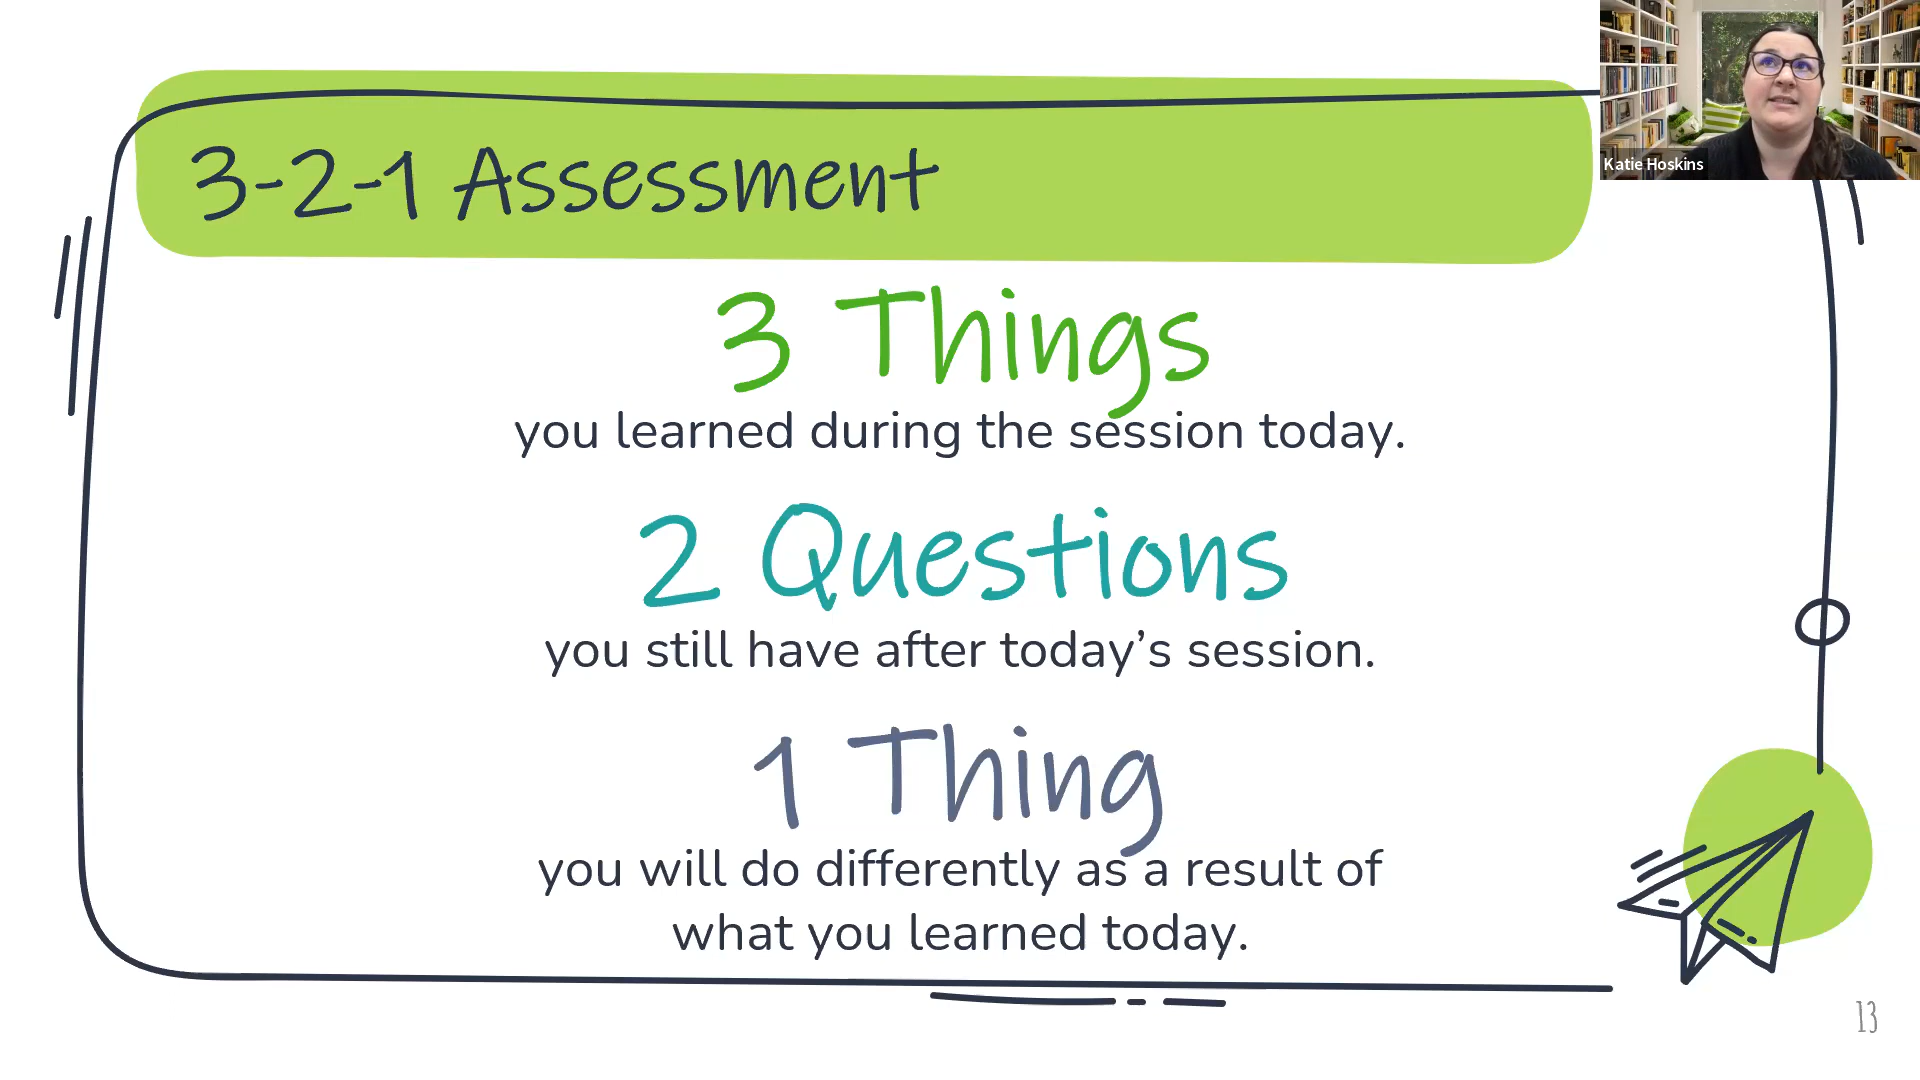 3-2-1 Assessment
Katie Hoskins
3 Things
you learned during the session today.
2 Questions
you still have after today’s session.
1 Thing
you will do differently as a result of
what you learned today.
13